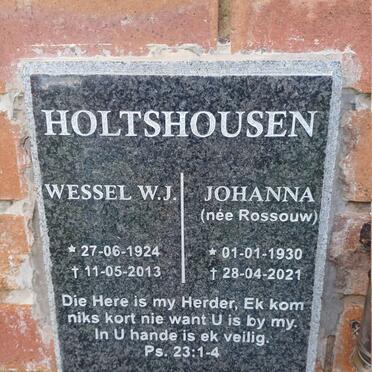 HOLTSHOUSEN
WESSEL W.J.
* 27-06-1924
† 11-05-2013
JOHANNA
(née Rossouw)
* 01-01-1930
† 28-04-2021
Die Here is my Herder, Ek kom
niks kort nie want U is by my.
In U hande is ek veilig.
Ps. 23:1-4